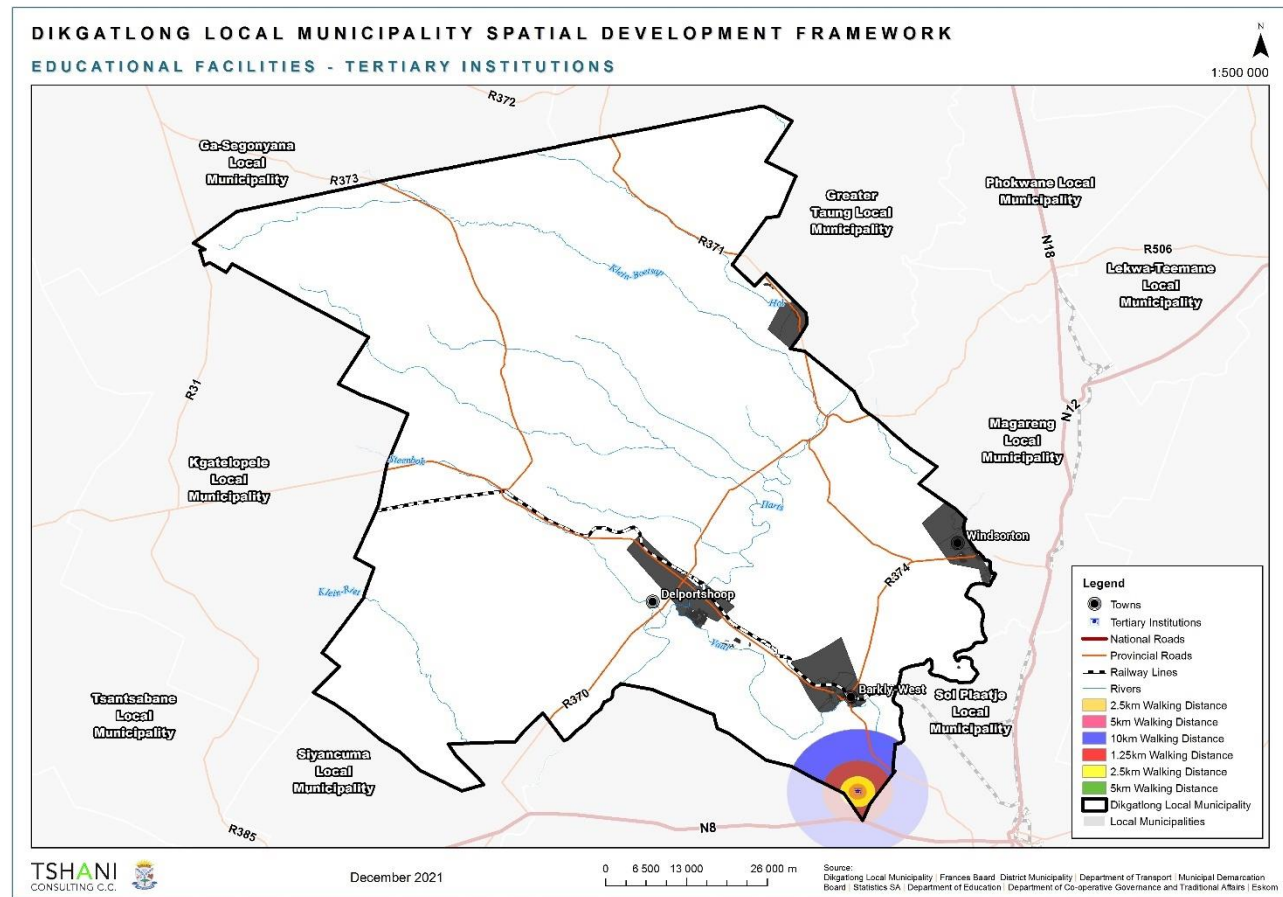 DIKGATLONG LOCAL MUNICIPALITY SPATIAL DEVELOPMENT FRAMEWORK
EDUCATIONAL FACILITIES - TERTIARY INSTITUTIONS
N
1:500 000
R372
Ga-Segonyana
Local
Municipality
R373
Greater
Taung Local
Municipality
Phokwane Local
Municipality
N18
R506
Lekwa-Teemane
Local
Municipality
R371
Klein-Boetsap
R31
N12
Magareng
Local
Municipality
Kgatelopele
Local
Municipality
Steenbok
Harts
Windsorton
R374
Klein-Riet
Delportshoop
Vaal
Barkly-West
R370
Sol Plaatje
Local
Municipality
Tsantsabane
Local
Municipality
Siyancuma
Local
Municipality
R385
N8
Legend
Towns
Tertiary Institutions
National Roads
Provincial Roads
Railway Lines
Rivers
2.5km Walking Distance
5km Walking Distance
10km Walking Distance
1.25km Walking Distance
2.5km Walking Distance
5km Walking Distance
Dikgatlong Local Municipality
Local Municipalities
TSHANI
CONSULTING C.C.
December 2021
0 6 500 13 000 26 000 m
Source:
Dikgatlong Local Municipality | Frances Baard District Municipality | Department of Transport | Municipal Demarcation
Board | Statistics SA | Department of Education | Department of Co-operative Governance and Traditional Affairs | Eskom